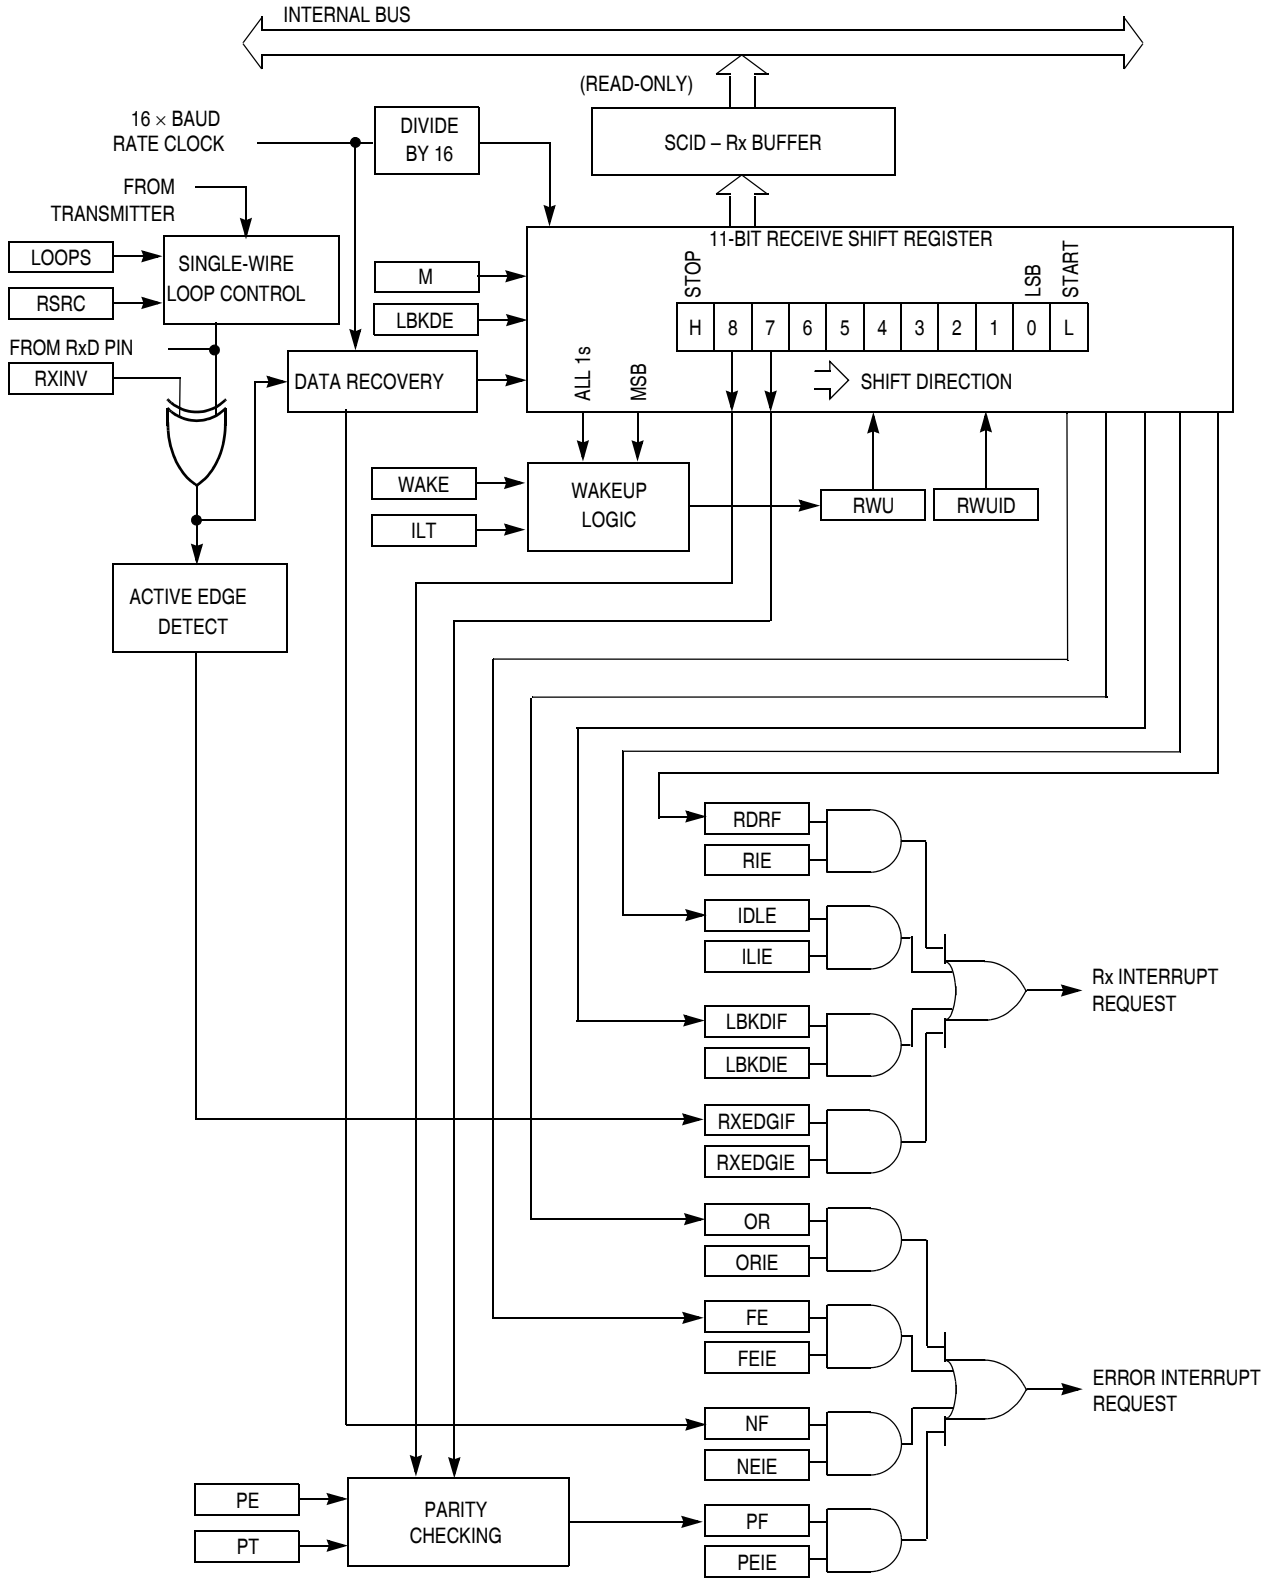 INTERNAL BUS
(READ-ONLY)
16 × BAUD
RATE CLOCK
DIVIDE
BY 16
SCID – Rx BUFFER
FROM
TRANSMITTER
11-BIT RECEIVE SHIFT REGISTER
LOOPS
SINGLE-WIRE
LOOP CONTROL
RSRC
M
LBKDE
STOP
LSB
START
H 8 7 6 5 4 3 2 1 0 L
FROM RxD PIN
RXINV
DATA RECOVERY
ALL 1s
MSB
SHIFT DIRECTION
WAKE
ILT
WAKEUP
LOGIC
RWU
RWUID
ACTIVE EDGE
DETECT
RDRF
RIE
IDLE
ILIE
Rx INTERRUPT
REQUEST
LBKDIF
LBKDIE
RXEDGIF
RXEDGIE
OR
ORIE
FE
FEIE
ERROR INTERRUPT
REQUEST
NF
NEIE
PE
PT
PARITY
CHECKING
PF
PEIE